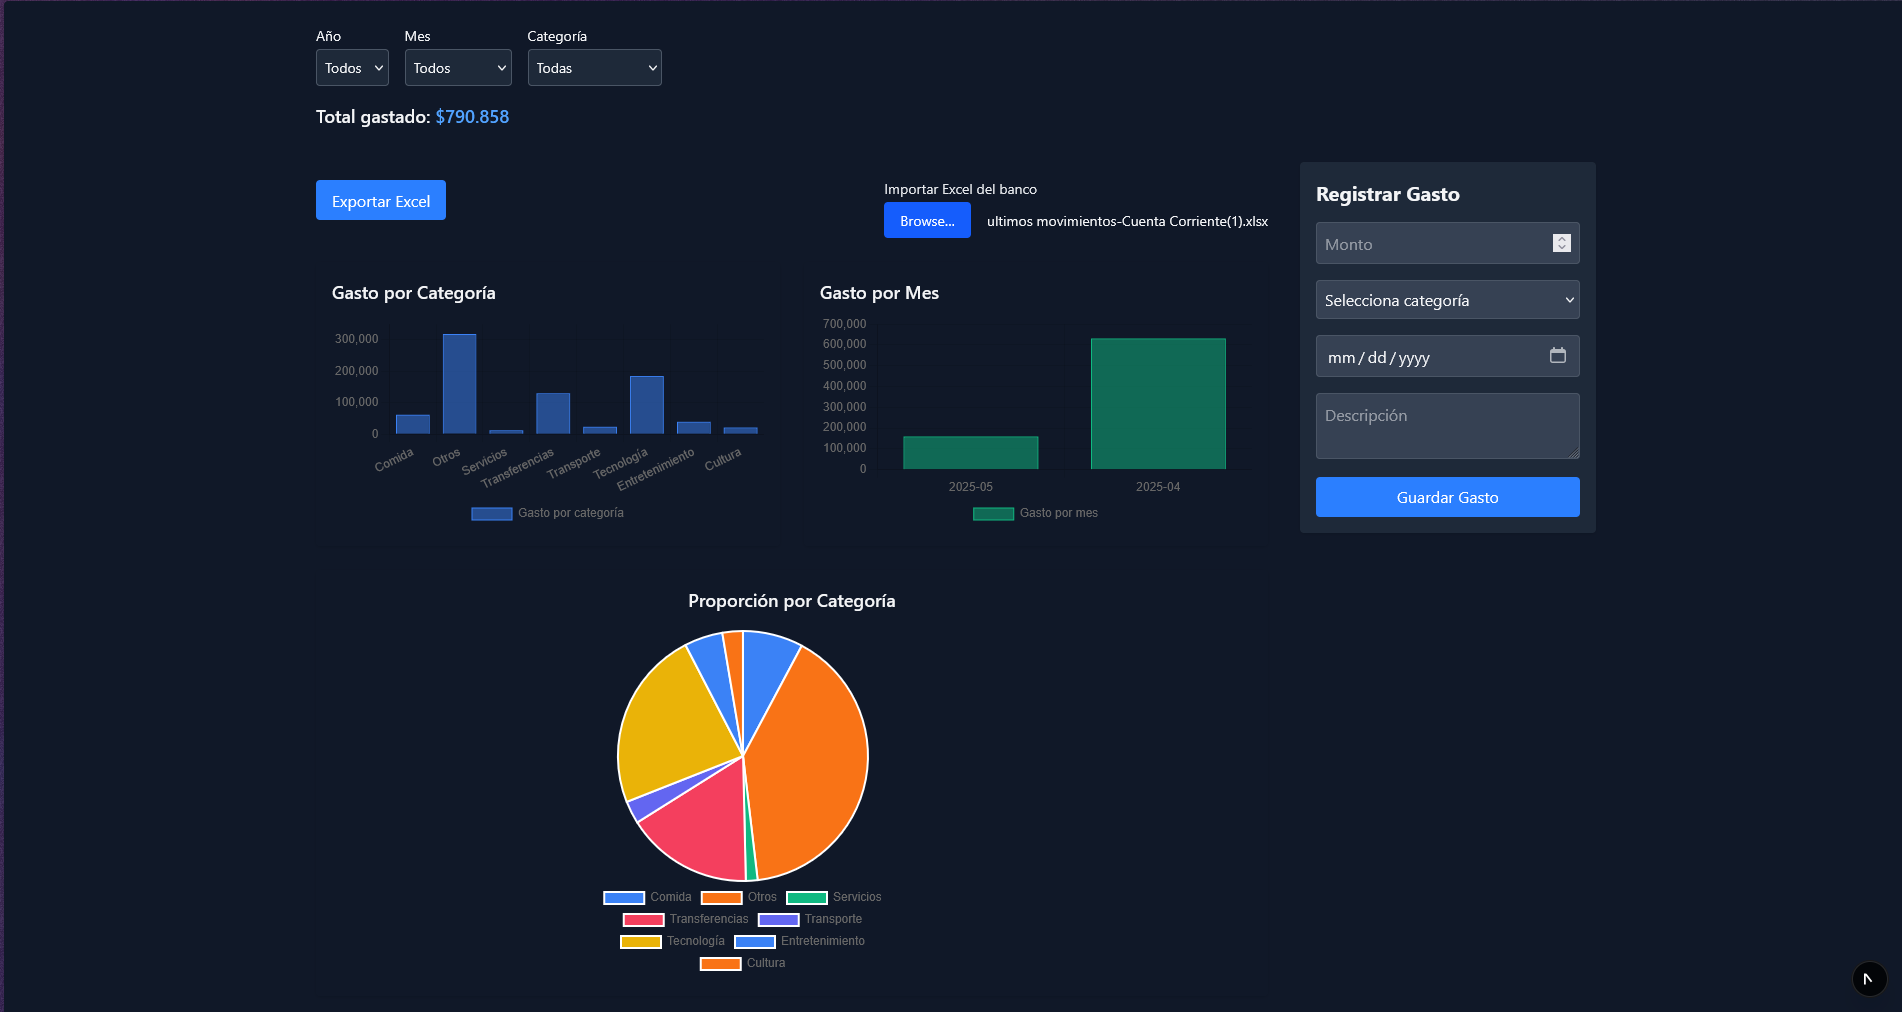 Año Mes Categoría
Todos Todos Todas
Total gastado: $790.858
Exportar Excel
Importar Excel del banco
Browse... ultimos movimientos-Cuenta Corriente(1).xlsx
Gasto por Categoría
300,000
200,000
100,000
0
Comida Otros Servicios Transferencias Transporte Tecnología Entretenimiento Cultura
Gasto por categoría
Gasto por Mes
700,000
600,000
500,000
400,000
300,000
200,000
100,000
0
2025-05 2025-04
Gasto por mes
Registrar Gasto
Monto
Selecciona categoría
mm/dd/yyyy
Descripción
Guardar Gasto
Proporción por Categoría
Comida Otros Servicios
Transferencias Transporte
Tecnología Entretenimiento
Cultura